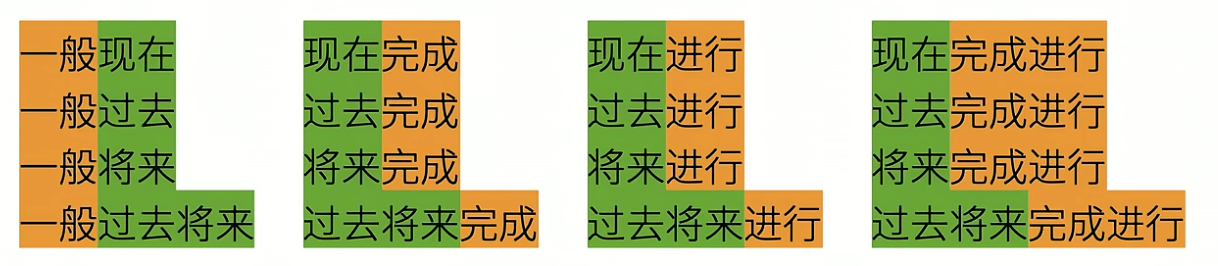 一般现在
一般过去
一般将来
一般过去将来
现在完成
过去完成
将来完成
过去将来完成
现在进行
过去进行
将来进行
过去将来进行
现在完成进行
过去完成进行
将来完成进行
过去将来完成进行